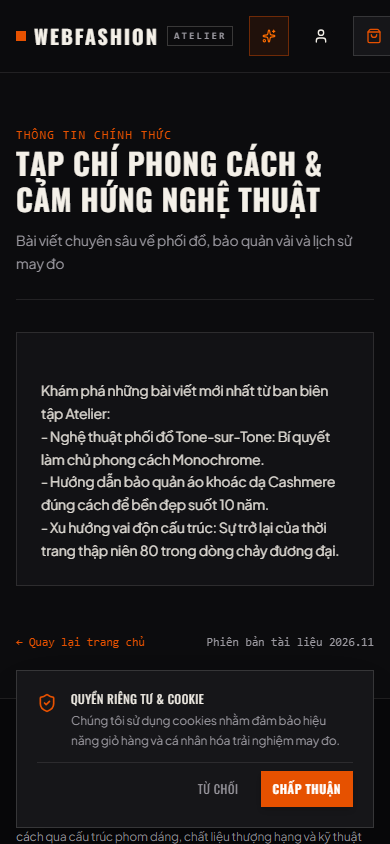 WEBFASHION ATELIER
THÔNG TIN CHÍNH THỨC
TẠP CHÍ PHONG CÁCH &
CẢM HỨNG NGHỆ THUẬT
Bài viết chuyên sâu về phối đồ, bảo quản vải và lịch sử
may đo
Khám phá những bài viết mới nhất từ ban biên
tập Atelier:
- Nghệ thuật phối đồ Tone-sur-Tone: Bí quyết
làm chủ phong cách Monochrome.
- Hướng dẫn bảo quản áo khoác dạ Cashmere
đúng cách để bền đẹp suốt 10 năm.
- Xu hướng vai độn cấu trúc: Sự trở lại của thời
trang thập niên 80 trong dòng chảy đương đại.
← Quay lại trang chủ
Phiên bản tài liệu 2026.11
QUYỀN RIÊNG TƯ & COOKIE
Chúng tôi sử dụng cookies nhằm đảm bảo hiệu
năng giỏ hàng và cá nhân hóa trải nghiệm may đo.
TỪ CHỐI
CHẤP THUẬN
cách qua cấu trúc phom dáng, chất liệu thượng hạng và kỹ thuật